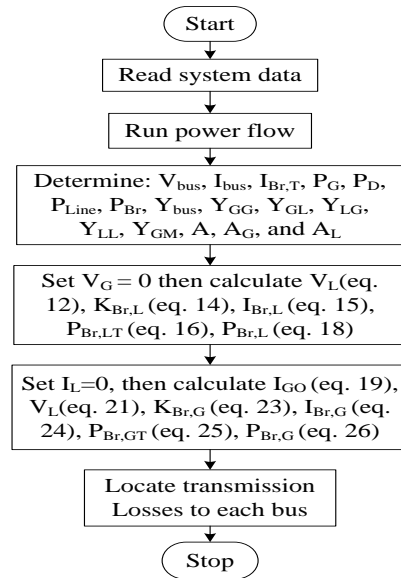 Start
Read system data
Run power flow
Determine: V_bus, I_bus, I_Br,T, P_G, P_D,
P_Line, P_Br, Y_bus, Y_GG, Y_GL, Y_LG,
Y_LL, Y_GM, A, A_G, and A_L
Set V_G = 0 then calculate V_L(eq.
12), K_Br,L (eq. 14), I_Br,L (eq. 15),
P_Br,LT (eq. 16), P_Br,L (eq. 18)
Set I_L=0, then calculate I_GO (eq. 19),
V_L(eq. 21), K_Br,G (eq. 23), I_Br,G (eq.
24), P_Br,GT (eq. 25), P_Br,G (eq. 26)
Locate transmission
Losses to each bus
Stop